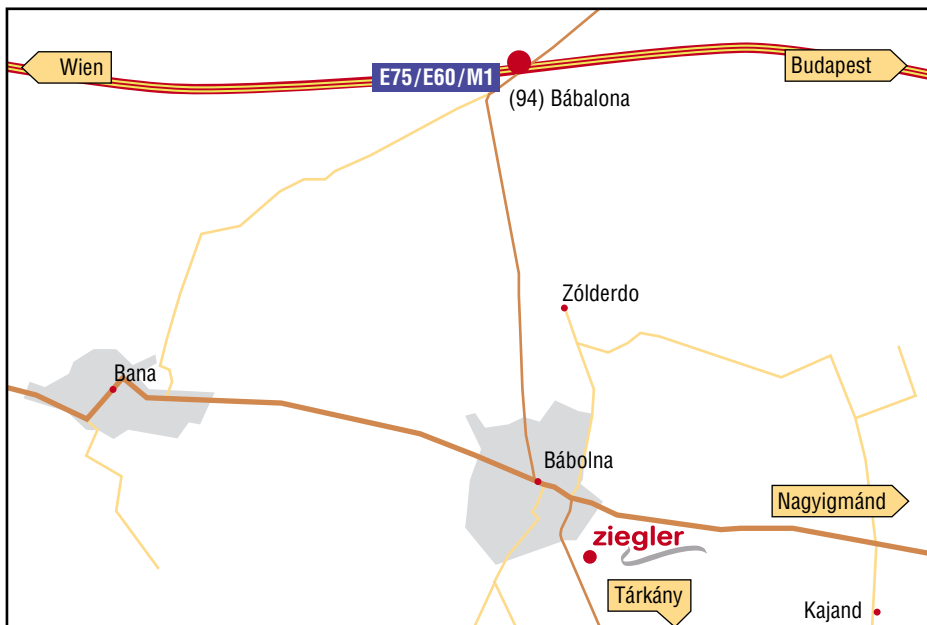 Wien
E75/E60/M1
Budapest
(94) Bábalona
Zólderdo
Bana
Bábolna
Nagyigmánd
ziegler
Tárkány
Kajand